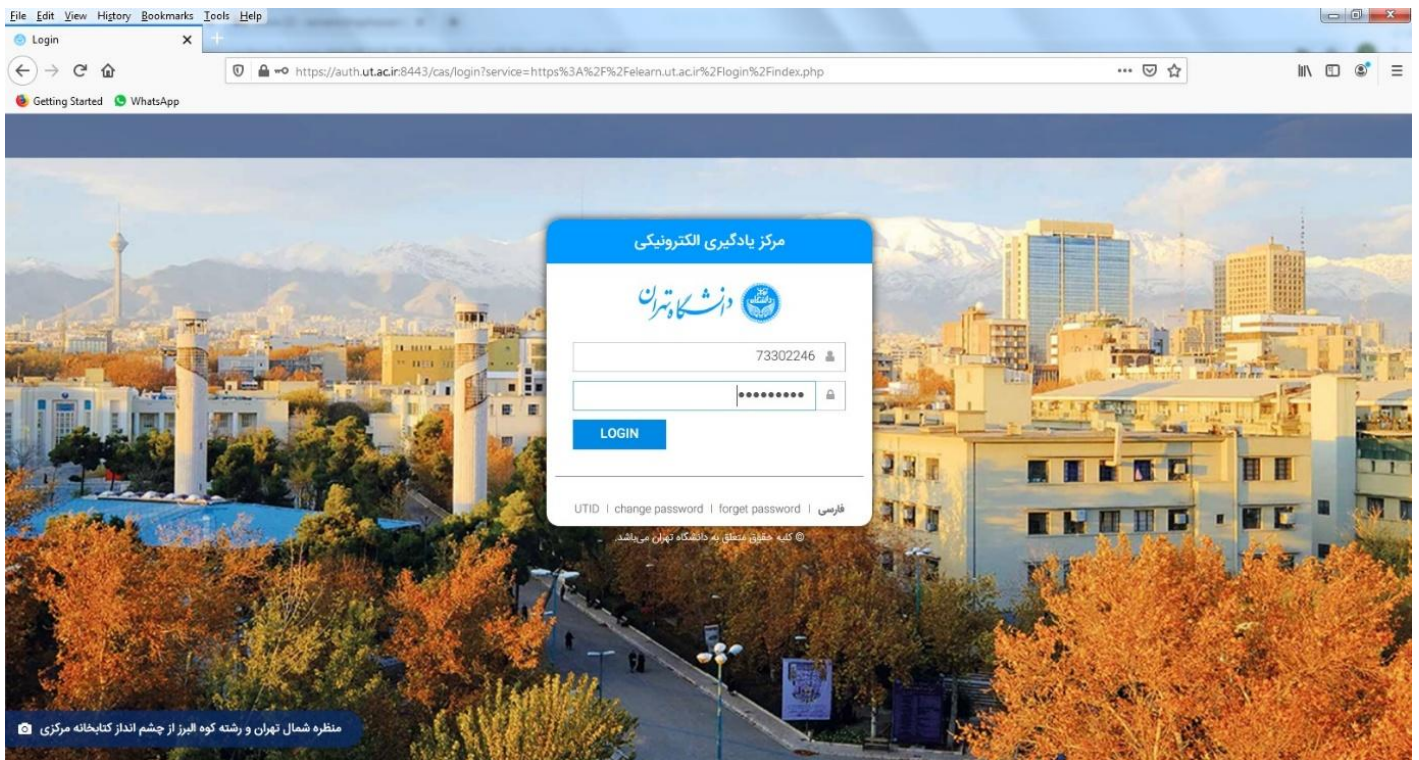 File Edit View History Bookmarks Tools Help
Login
https://auth.ut.ac.ir:8443/cas/login?service=https%3A%2F%2Felearn.ut.ac.ir%2Flogin%2Findex.php
Getting Started WhatsApp
مرکز یادگیری الکترونیکی
دانشگاه تهران
73302246
LOGIN
UTID | change password | forget password | فارسی
© کلیه حقوق متعلق به دانشگاه تهران می‌باشد.
منظره شمال تهران و رشته کوه البرز از چشم انداز کتابخانه مرکزی